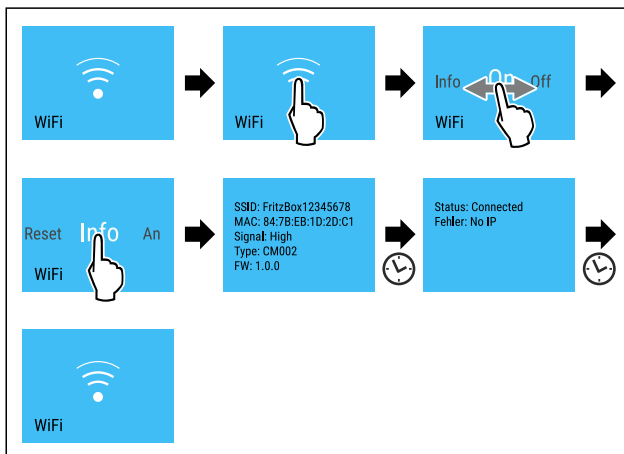 WiFi
WiFi
Info On Off
WiFi
Reset Info An
WiFi
SSID: FritzBox12345678
MAC: 84:7B:EB:1D:2D:C1
Signal: High
Type: CM002
FW: 1.0.0
Status: Connected
Fehler: No IP
WiFi